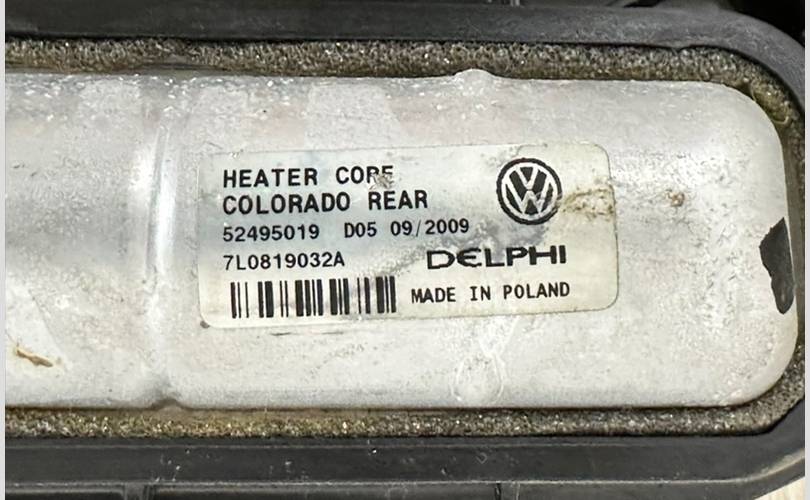 HEATER CORE
COLORADO REAR
52495019 D05 09/2009
7L0819032A
DELPHI
MADE IN POLAND